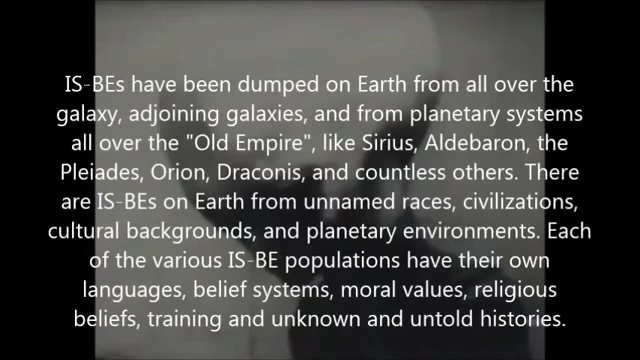 IS-BEs have been dumped on Earth from all over the
galaxy, adjoining galaxies, and from planetary systems
all over the "Old Empire", like Sirius, Aldebaron, the
Pleiades, Orion, Draconis, and countless others. There
are IS-BEs on Earth from unnamed races, civilizations,
cultural backgrounds, and planetary environments. Each
of the various IS-BE populations have their own
languages, belief systems, moral values, religious
beliefs, training and unknown and untold histories.